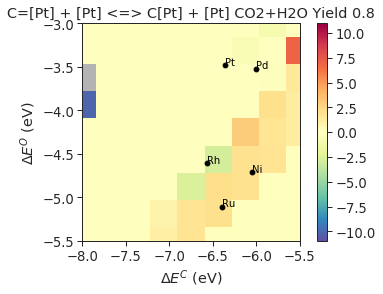 C=[Pt] + [Pt] <=> C[Pt] + [Pt] CO2+H2O Yield 0.8
−3.0
−3.5
−4.0
−4.5
−5.0
−5.5
ΔE^O (eV)
Pt
Pd
Rh
Ni
Ru
−8.0 −7.5 −7.0 −6.5 −6.0 −5.5
ΔE^C (eV)
10.0
7.5
5.0
2.5
0.0
−2.5
−5.0
−7.5
−10.0